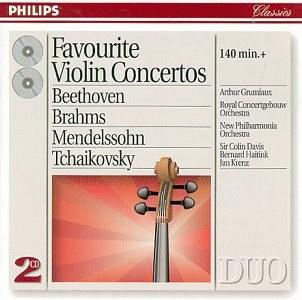 PHILIPS
Classics
Favourite
Violin Concertos
Beethoven
Brahms
Mendelssohn
Tchaikovsky
140 min.+
Arthur Grumiaux
Royal Concertgebouw
Orchestra
New Philharmonia
Orchestra
Sir Colin Davis
Bernard Haitink
Jan Krenz
2CD
DUO